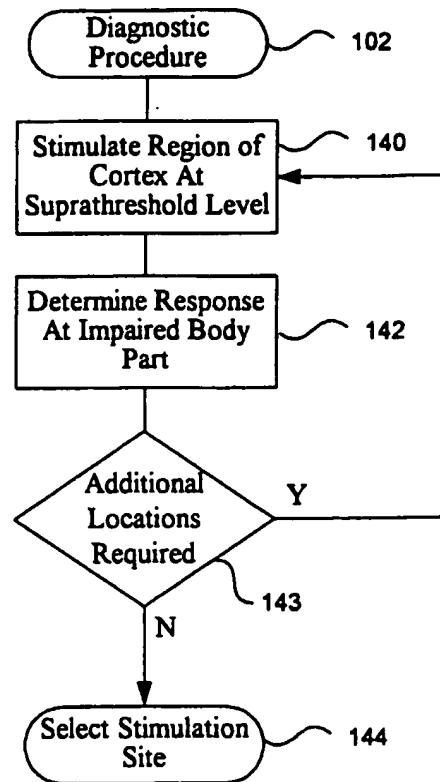 Diagnostic
Procedure
102
Stimulate Region of
Cortex At
Suprathreshold Level
140
Determine Response
At Impaired Body
Part
142
Additional
Locations
Required
Y
143
N
Select Stimulation
Site
144